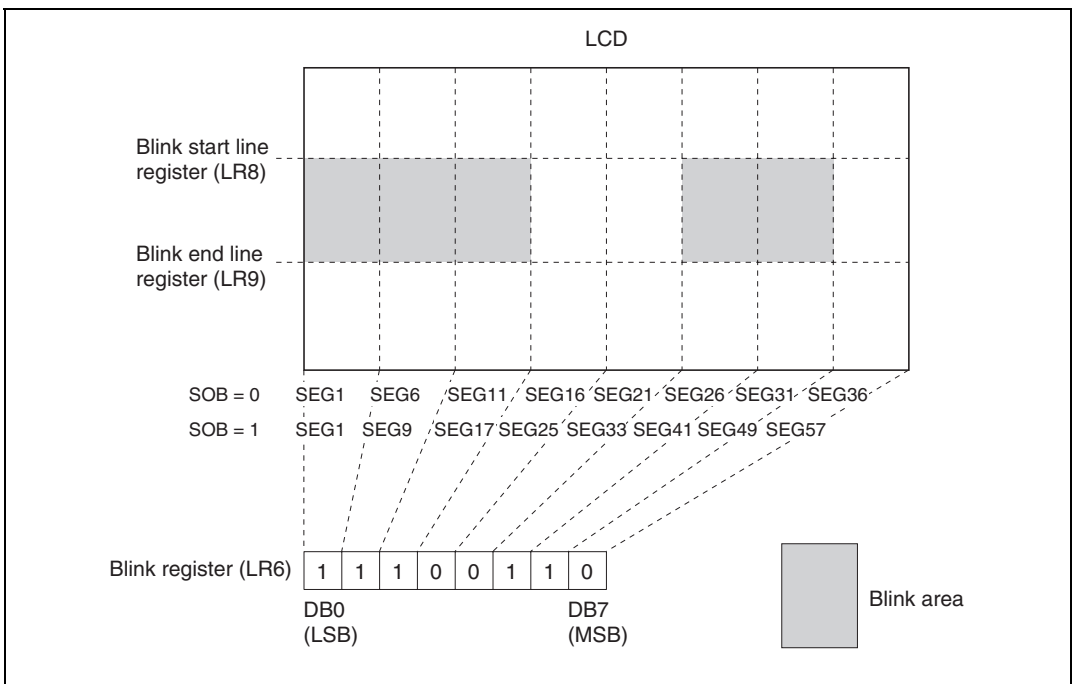 LCD
Blink start line
register (LR8)
Blink end line
register (LR9)
SOB = 0 SEG1 SEG6 SEG11 SEG16 SEG21 SEG26 SEG31 SEG36
SOB = 1 SEG1 SEG9 SEG17 SEG25 SEG33 SEG41 SEG49 SEG57
Blink register (LR6) 1 1 1 0 0 1 1 0
DB0 DB7
(LSB) (MSB)
Blink area